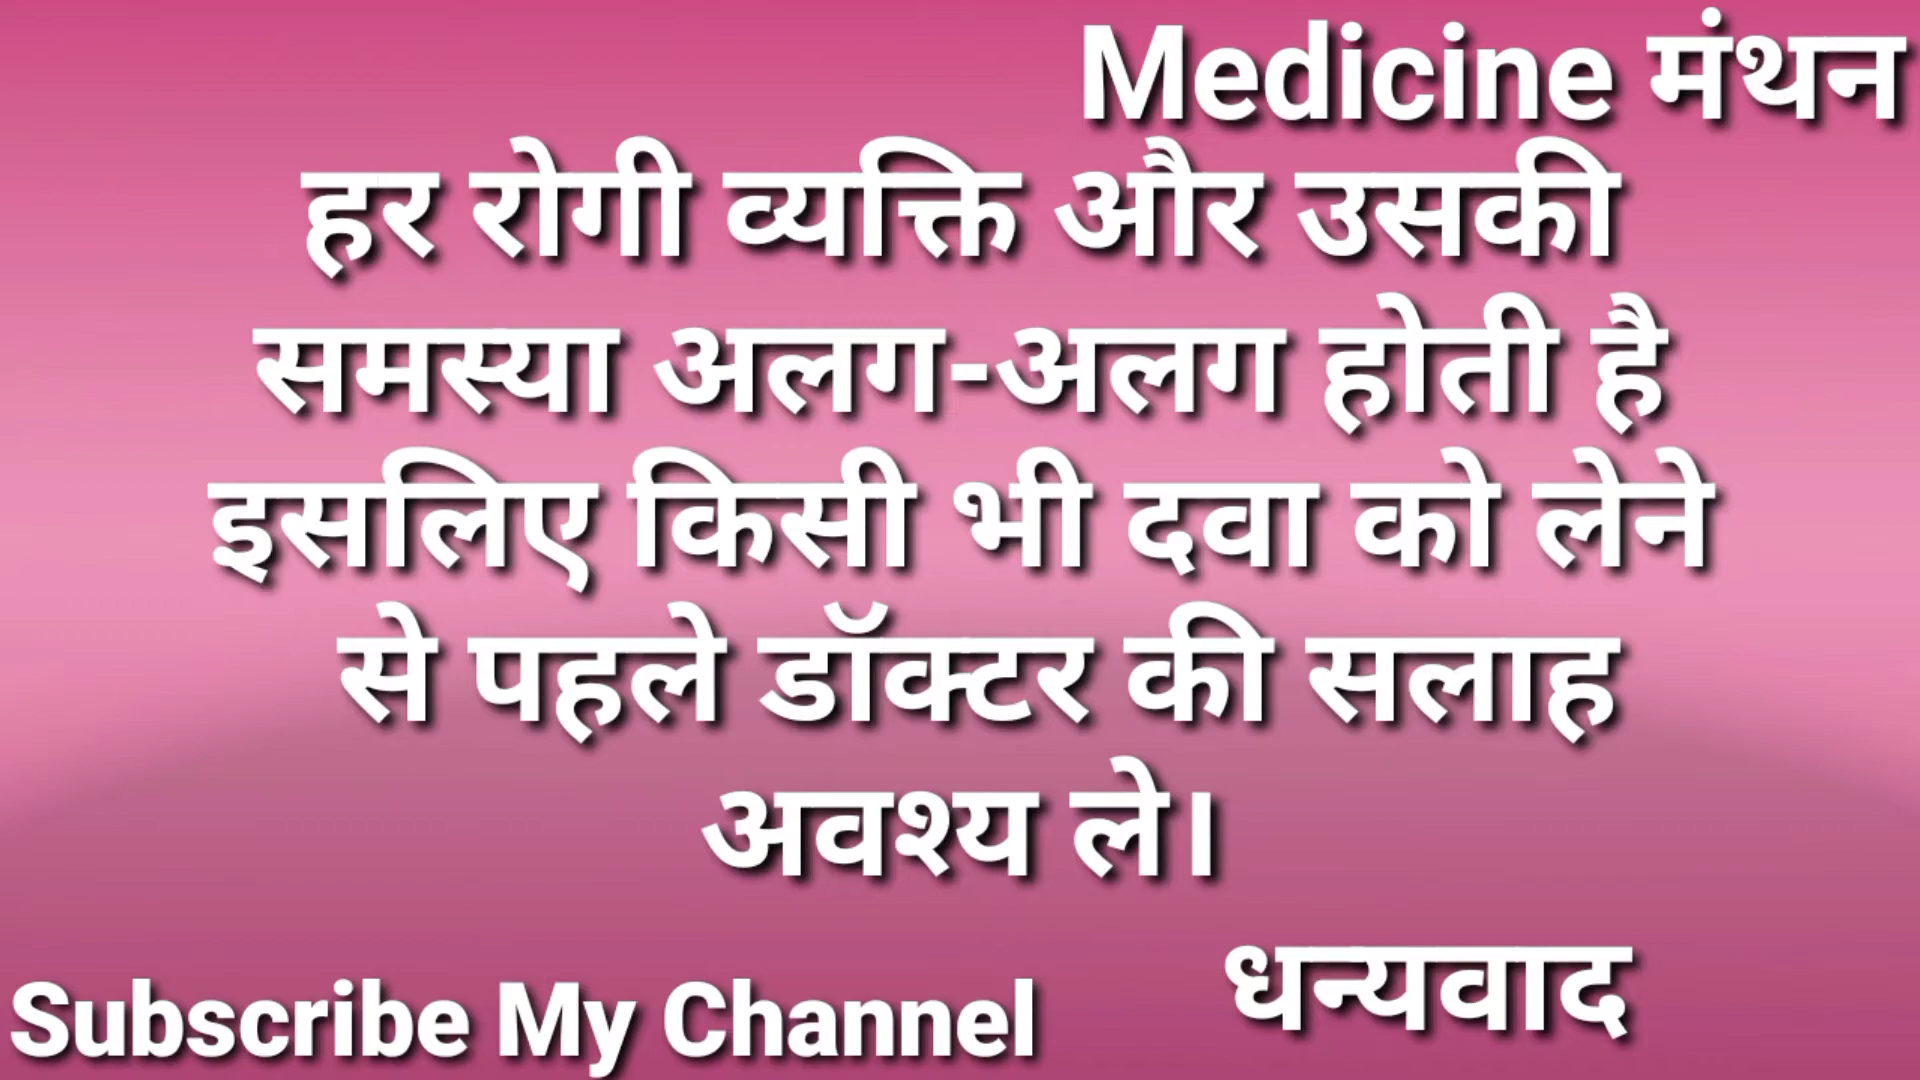 Medicine मंथन
हर रोगी व्यक्ति और उसकी
समस्या अलग-अलग होती है
इसलिए किसी भी दवा को लेने
से पहले डॉक्टर की सलाह
अवश्य ले।
धन्यवाद
Subscribe My Channel